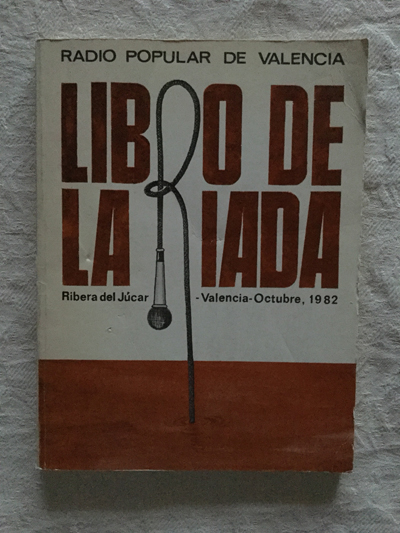 RADIO POPULAR DE VALENCIA
LIBRO DE
LA RIADA
Ribera del Júcar - Valencia - Octubre, 1982